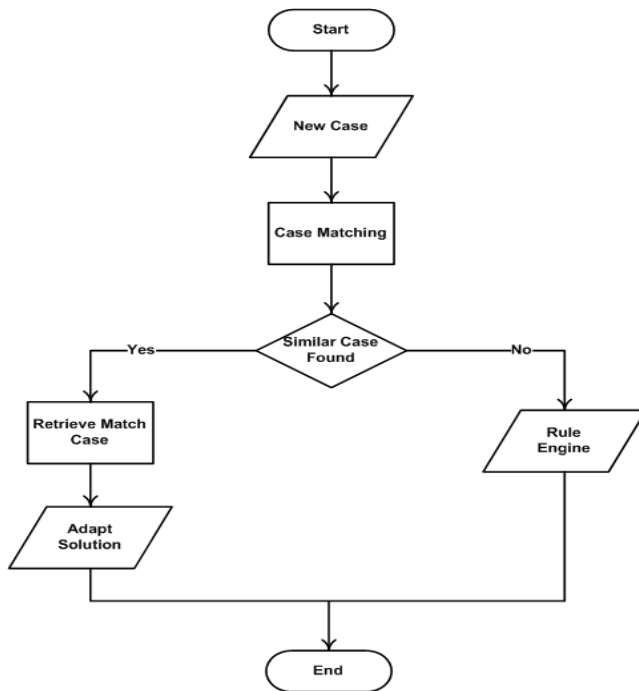 Start
New Case
Case Matching
Similar Case
Found
Yes
No
Retrieve Match
Case
Rule
Engine
Adapt
Solution
End